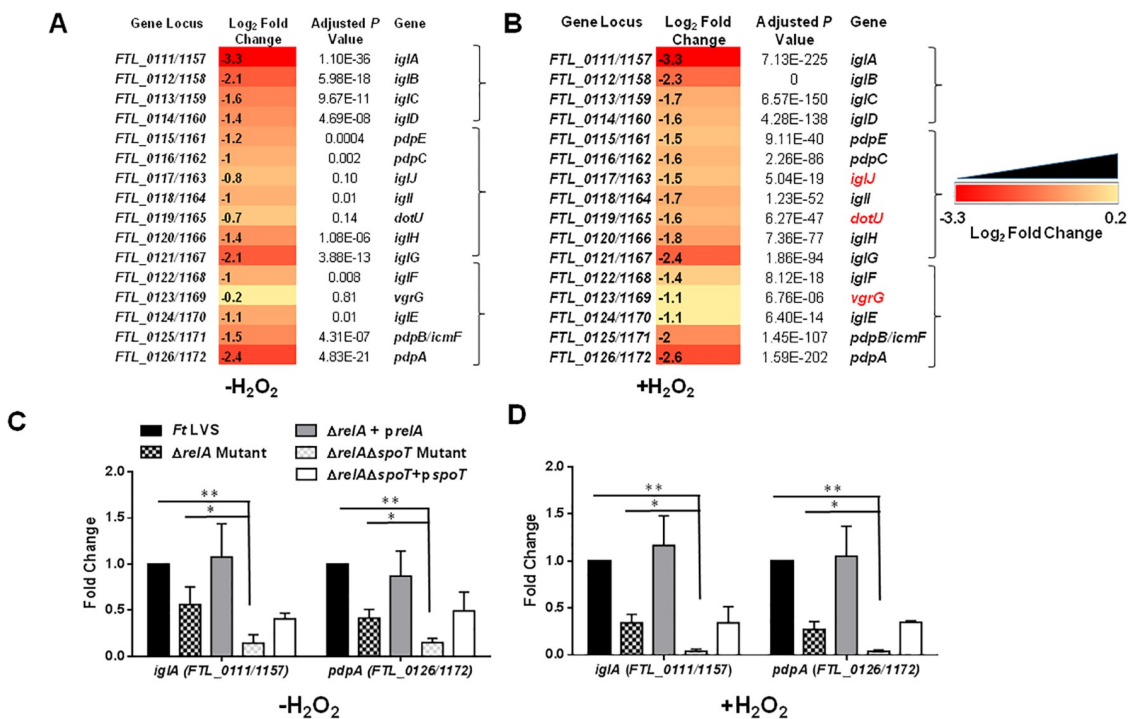 A
Gene Locus Log2 Fold Change Adjusted P Value Gene
FTL_0111/1157 -3.3 1.10E-36 iglA
FTL_0112/1158 -2.1 5.98E-18 iglB
FTL_0113/1159 -1.6 9.67E-11 iglC
FTL_0114/1160 -1.4 4.69E-08 iglD
FTL_0115/1161 -1.2 0.0004 pdpE
FTL_0116/1162 -1 0.002 pdpC
FTL_0117/1163 -0.8 0.10 iglJ
FTL_0118/1164 -1 0.01 iglI
FTL_0119/1165 -0.7 0.14 dotU
FTL_0120/1166 -1.4 1.08E-06 iglH
FTL_0121/1167 -2.1 3.88E-13 iglG
FTL_0122/1168 -1 0.008 iglF
FTL_0123/1169 -0.2 0.81 vgrG
FTL_0124/1170 -1.1 0.01 iglE
FTL_0125/1171 -1.5 4.31E-07 pdpB/icmF
FTL_0126/1172 -2.4 4.83E-21 pdpA
-H2O2
B
Gene Locus Log2 Fold Change Adjusted P Value Gene
FTL_0111/1157 -3.3 7.13E-225 iglA
FTL_0112/1158 -2.3 0 iglB
FTL_0113/1159 -1.7 6.57E-150 iglC
FTL_0114/1160 -1.6 4.28E-138 iglD
FTL_0115/1161 -1.5 9.11E-40 pdpE
FTL_0116/1162 -1.6 2.26E-86 pdpC
FTL_0117/1163 -1.5 5.04E-19 iglJ
FTL_0118/1164 -1.7 1.23E-52 iglI
FTL_0119/1165 -1.6 6.27E-47 dotU
FTL_0120/1166 -1.8 7.36E-77 iglH
FTL_0121/1167 -2.4 1.86E-94 iglG
FTL_0122/1168 -1.4 8.12E-18 iglF
FTL_0123/1169 -1.1 6.76E-06 vgrG
FTL_0124/1170 -1.1 6.40E-14 iglE
FTL_0125/1171 -2 1.45E-107 pdpB/icmF
FTL_0126/1172 -2.6 1.59E-202 pdpA
+H2O2
-3.3 0.2
Log2 Fold Change
C
Ft LVS
ΔrelA Mutant
ΔrelA + prelA
ΔrelAΔspoT Mutant
ΔrelAΔspoT+pspoT
Fold Change
2.0
1.5
1.0
0.5
0.0
** * ** *
iglA (FTL_0111/1157) pdpA (FTL_0126/1172)
-H2O2
D
Fold Change
2.0
1.5
1.0
0.5
0.0
** * ** *
iglA (FTL_0111/1157) pdpA (FTL_0126/1172)
+H2O2